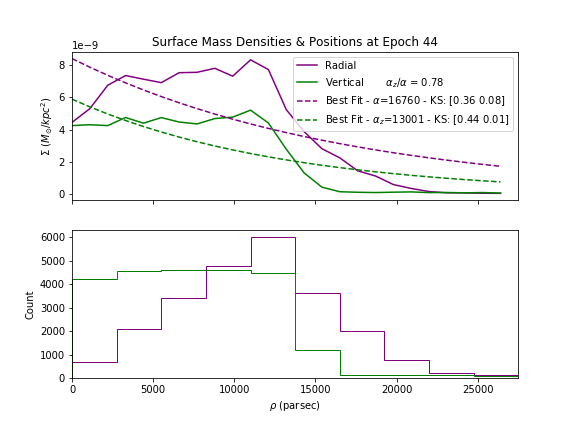 Surface Mass Densities & Positions at Epoch 44
1e−9
8
6
4
2
0
Σ (M⊙/kpc²)
Radial
Vertical αz/α = 0.78
Best Fit - α=16760 - KS: [0.36 0.08]
Best Fit - αz=13001 - KS: [0.44 0.01]
6000
5000
4000
3000
2000
1000
0
Count
0 5000 10000 15000 20000 25000
ρ (parsec)